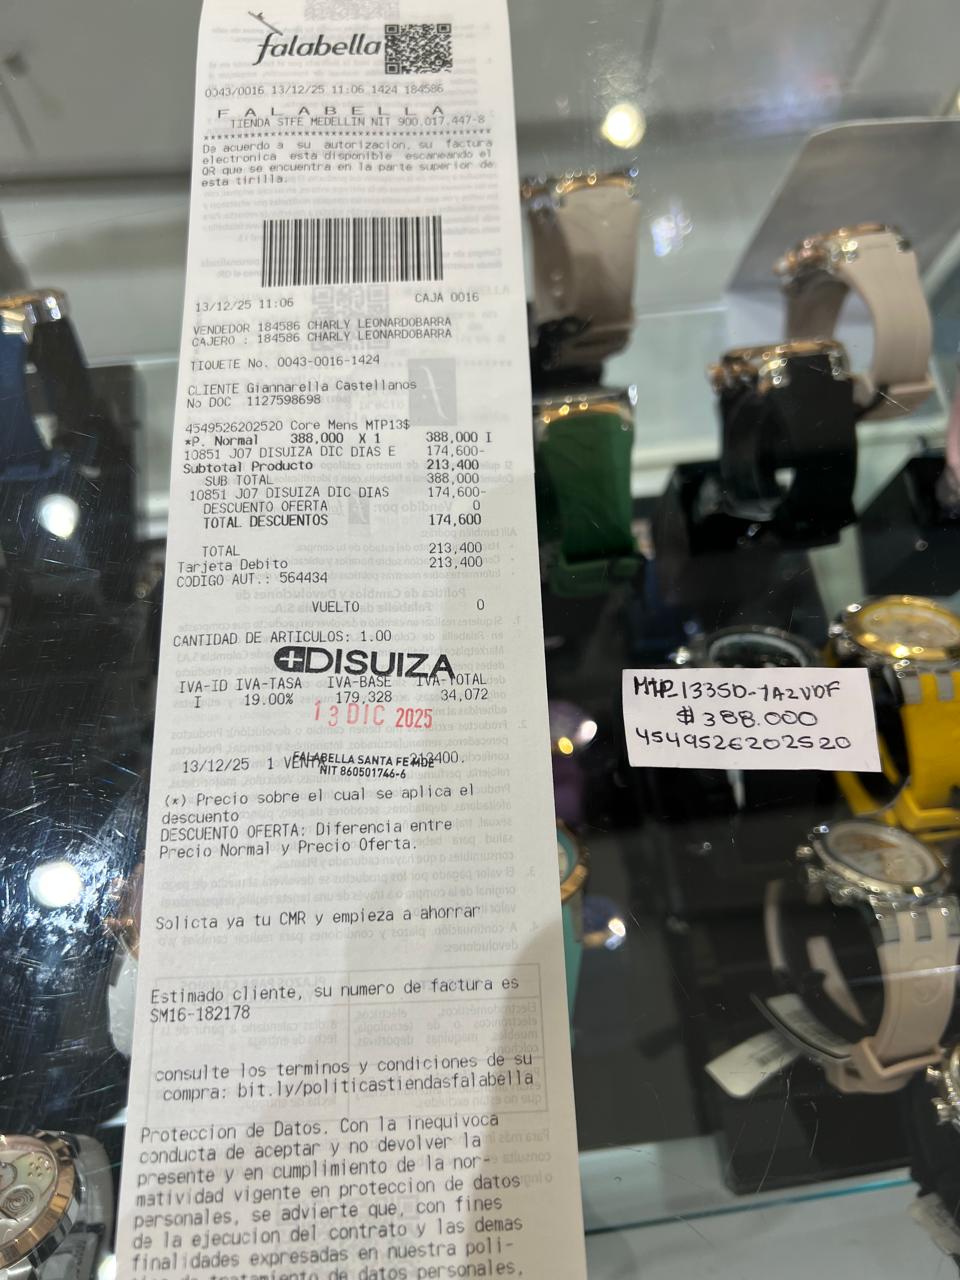 falabella
0043/0016 13/12/25 11:06 1424 184586
F A L A B E L L A
TIENDA STFE MEDELLIN NIT 900.017.447-8
**********************************************
De acuerdo a su autorizacion, su factura
electronica esta disponible escaneando el
QR que se encuentra en la parte superior de
esta tirilla.
13/12/25 11:06 CAJA 0016
VENDEDOR 184586 CHARLY LEONARDOBARRA
CAJERO : 184586 CHARLY LEONARDOBARRA
TIQUETE No. 0043-0016-1424
CLIENTE Giannarella Castellanos
No DOC 1127598698
4549526202520 Core Mens MTP13$
*P. Normal 388,000 X 1 388,000 I
10851 J07 DISUIZA DIC DIAS E 174,600-
Subtotal Producto 213,400
SUB TOTAL 388,000
10851 J07 DISUIZA DIC DIAS 174,600-
DESCUENTO OFERTA 0
TOTAL DESCUENTOS 174,600
TOTAL 213,400
Tarjeta Debito 213,400
CODIGO AUT.: 564434
VUELTO 0
CANTIDAD DE ARTICULOS: 1.00
DISUIZA
IVA-ID IVA-TASA IVA-BASE IVA-TOTAL
I 19.00% 179,328 34,072
13 DIC 2025
13/12/25 1 VENTA 213400.
FALABELLA SANTA FE MDE
NIT 860501746-6
(*) Precio sobre el cual se aplica el
descuento
DESCUENTO OFERTA: Diferencia entre
Precio Normal y Precio Oferta.
Solicta ya tu CMR y empieza a ahorrar
Estimado cliente, su numero de factura es
SM16-182178
consulte los terminos y condiciones de su
compra: bit.ly/politicastiendasfalabella
Proteccion de Datos. Con la inequivoca
conducta de aceptar y no devolver la
presente y en cumplimiento de la nor-
matividad vigente en proteccion de datos
personales, se advierte que, con fines
de la ejecucion del contrato y las demas
finalidades expresadas en nuestra poli-
tica de tratamiento de datos personales,
MTP1335D-1A2VDF
$388.000
4549526202520